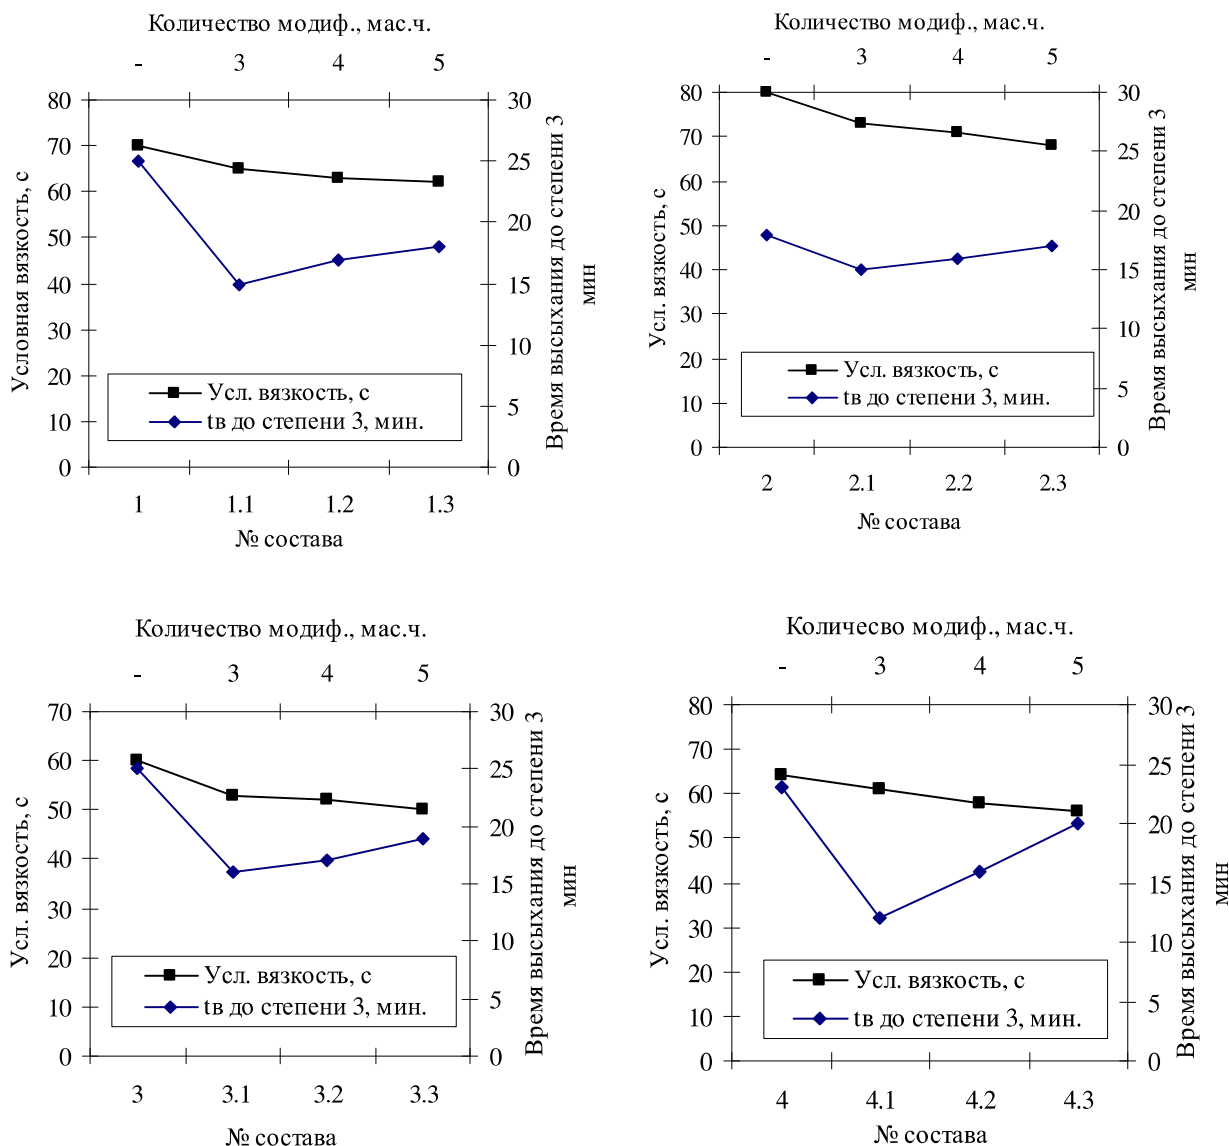 Количество модиф., мас.ч.
- 3 4 5
80 30
70 25
60 20
50 15
40 10
30 5
20 0
10
0
Условная вязкость, с
Время высыхания до степени 3
мин
Усл. вязкость, с
tв до степени 3, мин.
1 1.1 1.2 1.3
№ состава
Количество модиф., мас.ч.
- 3 4 5
80 30
70 25
60 20
50 15
40 10
30 5
20 0
10
0
Усл. вязкость, с
Время высыхания до степени 3
мин
Усл. вязкость, с
tв до степени 3, мин.
2 2.1 2.2 2.3
№ состава
Количество модиф., мас.ч.
- 3 4 5
70 30
60 25
50 20
40 15
30 10
20 5
10 0
0
Усл. вязкость, с
Время высыхания до степени 3
мин
Усл. вязкость, с
tв до степени 3, мин.
3 3.1 3.2 3.3
№ состава
Количесво модиф., мас.ч.
- 3 4 5
80 30
70 25
60 20
50 15
40 10
30 5
20 0
10
0
Усл. вязкость, с
Время высыхания до степени 3
мин
Усл. вязкость, с
tв до степени 3, мин.
4 4.1 4.2 4.3
№ состава